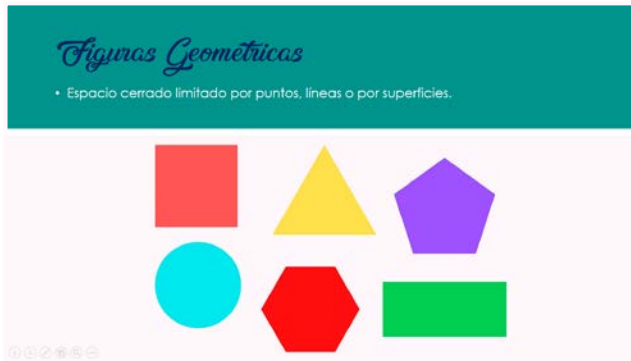 Figuras Geométricas
• Espacio cerrado limitado por puntos, líneas o por superficies.